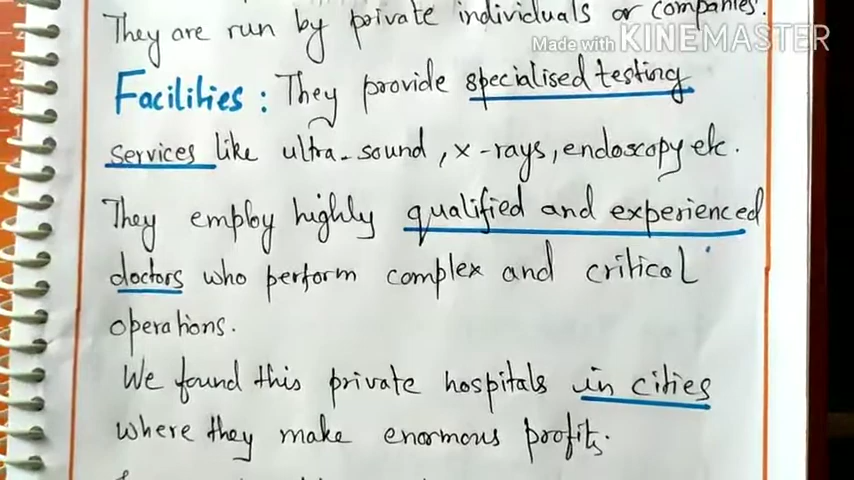 They are run by private individuals or companies.
Made with KINEMASTER
Facilities: They provide specialised testing
services like ultra-sound, x-rays, endoscopy etc.
They employ highly qualified and experienced
doctors who perform complex and critical
operations.
We found this private hospitals in cities
where they make enormous profits.